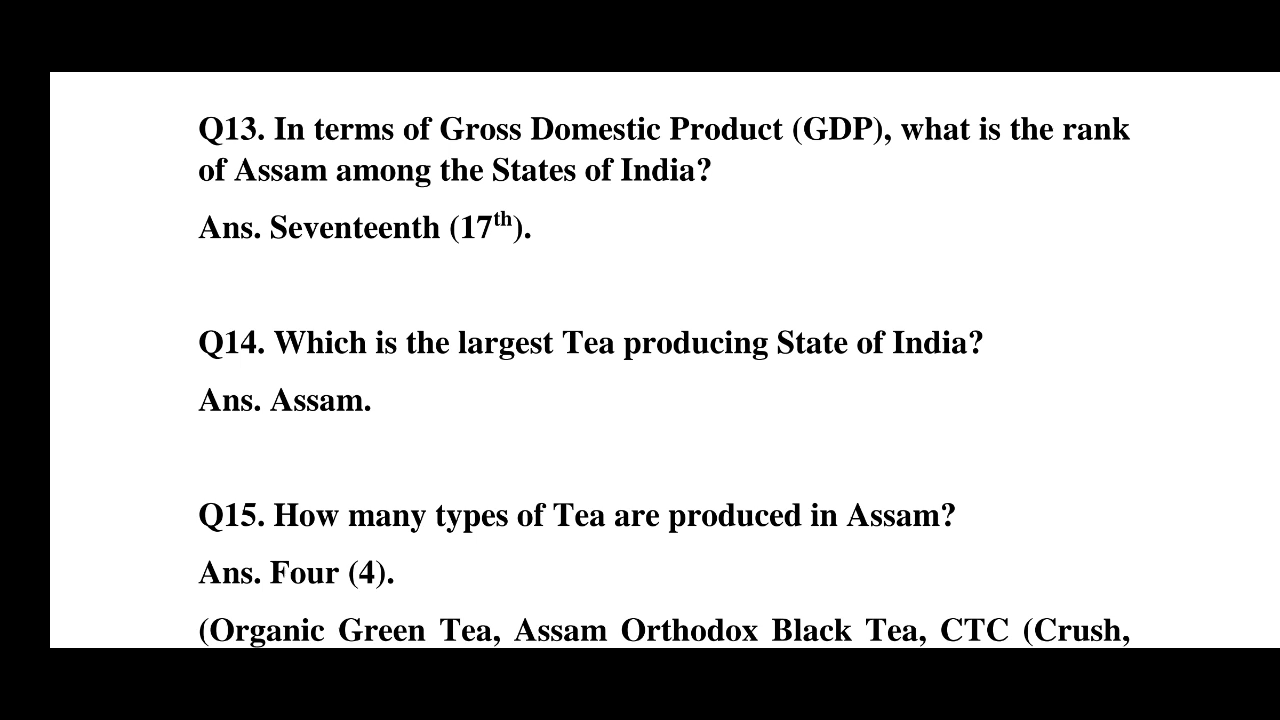 Q13. In terms of Gross Domestic Product (GDP), what is the rank
of Assam among the States of India?
Ans. Seventeenth (17th).
Q14. Which is the largest Tea producing State of India?
Ans. Assam.
Q15. How many types of Tea are produced in Assam?
Ans. Four (4).
(Organic Green Tea, Assam Orthodox Black Tea, CTC (Crush,